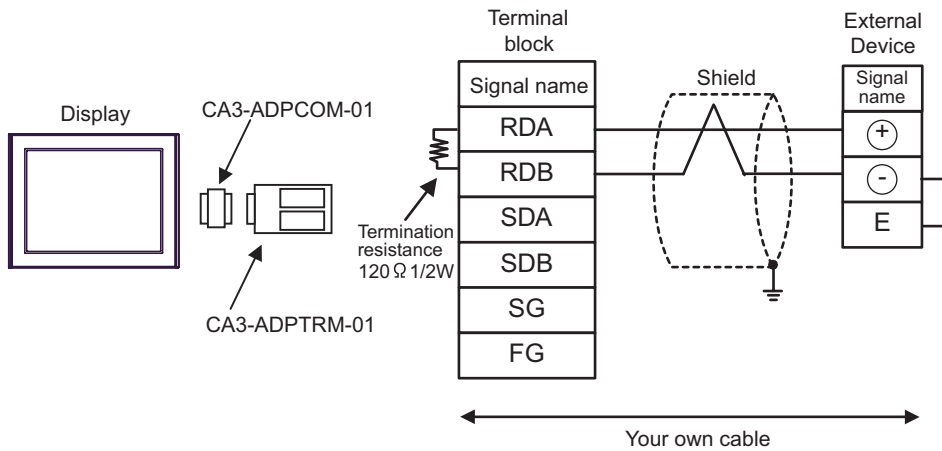 Terminal
block
External
Device
Display
CA3-ADPCOM-01
Signal name
Shield
Signal
name
RDA
+
RDB
-
SDA
E
Termination
resistance
120Ω 1/2W
SDB
SG
CA3-ADPTRM-01
FG
Your own cable